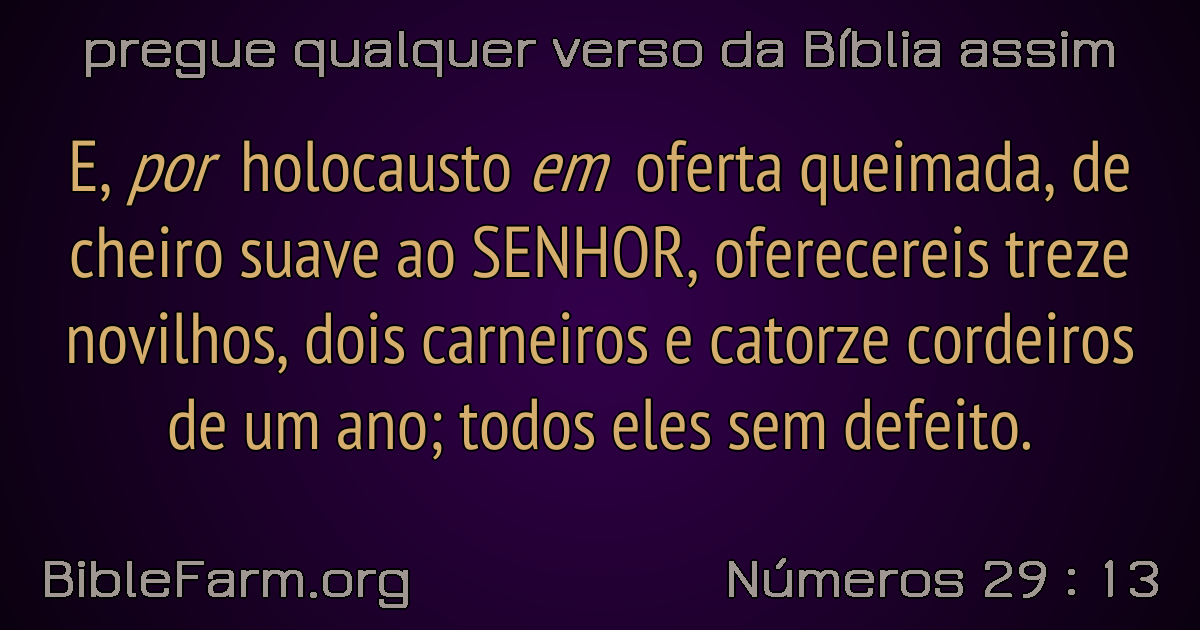 pregue qualquer verso da Bíblia assim
E, por holocausto em oferta queimada, de
cheiro suave ao SENHOR, oferecereis treze
novilhos, dois carneiros e catorze cordeiros
de um ano; todos eles sem defeito.
BibleFarm.org
Números 29 : 13